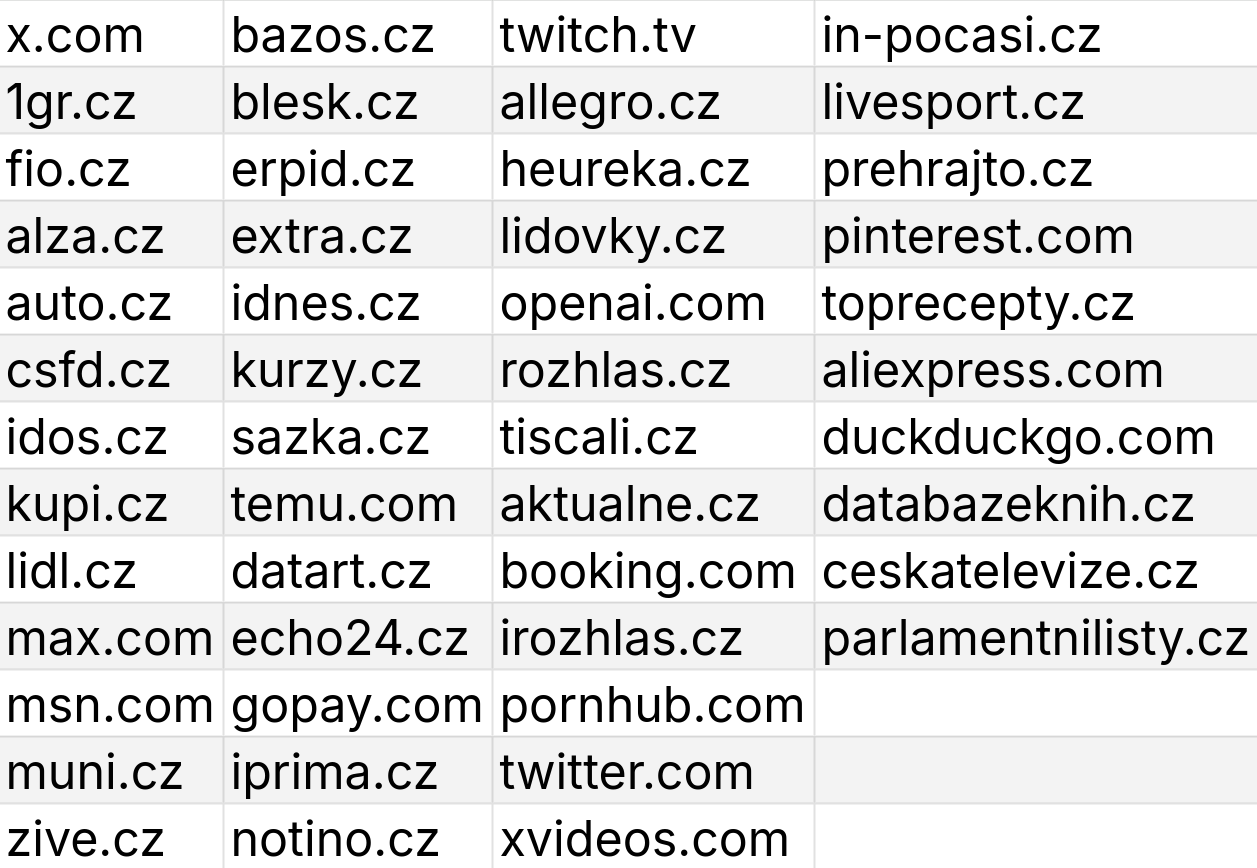 x.com bazos.cz twitch.tv in-pocasi.cz
1gr.cz blesk.cz allegro.cz livesport.cz
fio.cz erpid.cz heureka.cz prehrajto.cz
alza.cz extra.cz lidovky.cz pinterest.com
auto.cz idnes.cz openai.com toprecepty.cz
csfd.cz kurzy.cz rozhlas.cz aliexpress.com
idos.cz sazka.cz tiscali.cz duckduckgo.com
kupi.cz temu.com aktualne.cz databazeknih.cz
lidl.cz datart.cz booking.com ceskatelevize.cz
max.com echo24.cz irozhlas.cz parlamentnilisty.cz
msn.com gopay.com pornhub.com
muni.cz iprima.cz twitter.com
zive.cz notino.cz xvideos.com